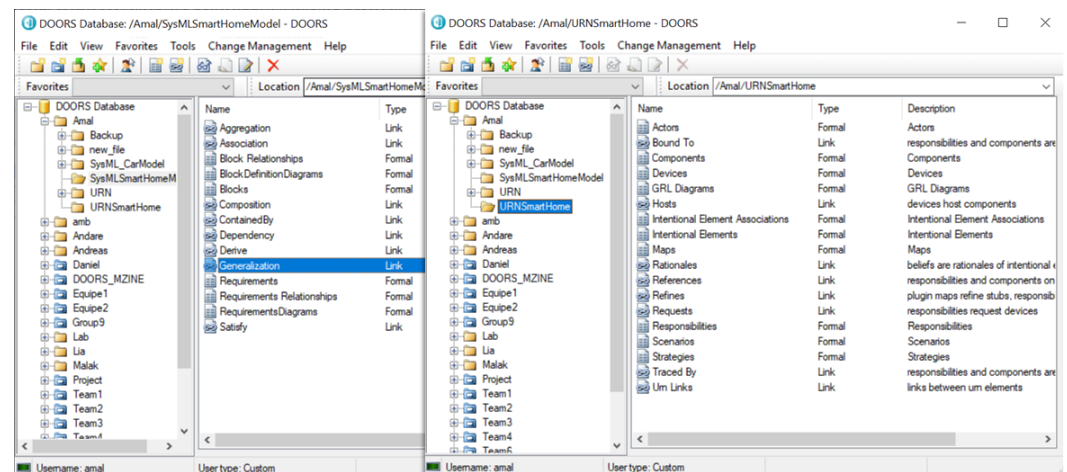 DOORS Database: /Amal/SysMLSmartHomeModel - DOORS
File Edit View Favorites Tools Change Management Help
Favorites
Location /Amal/SysMLSmartHomeMo
DOORS Database
Amal
Backup
new_file
SysML_CarModel
SysMLSmartHomeM
URN
URNSmartHome
amb
Andare
Andreas
Daniel
DOORS_MZINE
Equipe1
Equipe2
Group9
Lab
Lia
Malak
Project
Team1
Team2
Team3
Team4
Name Type
Aggregation Link
Association Link
Block Relationships Formal
BlockDefinitionDiagrams Formal
Blocks Formal
Composition Link
ContainedBy Link
Dependency Link
Derive Link
Generalization Link
Requirements Formal
Requirements Relationships Formal
RequirementsDiagrams Formal
Satisfy Link
Username: amal User type: Custom
DOORS Database: /Amal/URNSmartHome - DOORS
File Edit View Favorites Tools Change Management Help
Favorites
Location /Amal/URNSmartHome
DOORS Database
Amal
Backup
new_file
SysML_CarModel
SysMLSmartHomeModel
URN
URNSmartHome
amb
Andare
Andreas
Daniel
DOORS_MZINE
Equipe1
Equipe2
Group9
Lab
Lia
Malak
Project
Team1
Team2
Team3
Team4
Team6
Name Type Description
Actors Formal Actors
Bound To Link responsibilities and components are
Components Formal Components
Devices Formal Devices
GRL Diagrams Formal GRL Diagrams
Hosts Link devices host components
Intentional Element Associations Formal Intentional Element Associations
Intentional Elements Formal Intentional Elements
Maps Formal Maps
Rationales Link beliefs are rationales of intentional e
References Link responsibilities and components on
Refines Link plugin maps refine stubs, responsib
Requests Link responsibilities request devices
Responsibilities Formal Responsibilities
Scenarios Formal Scenarios
Strategies Formal Strategies
Traced By Link responsibilities and components are
Urn Links Link links between urn elements
Username: amal User type: Custom